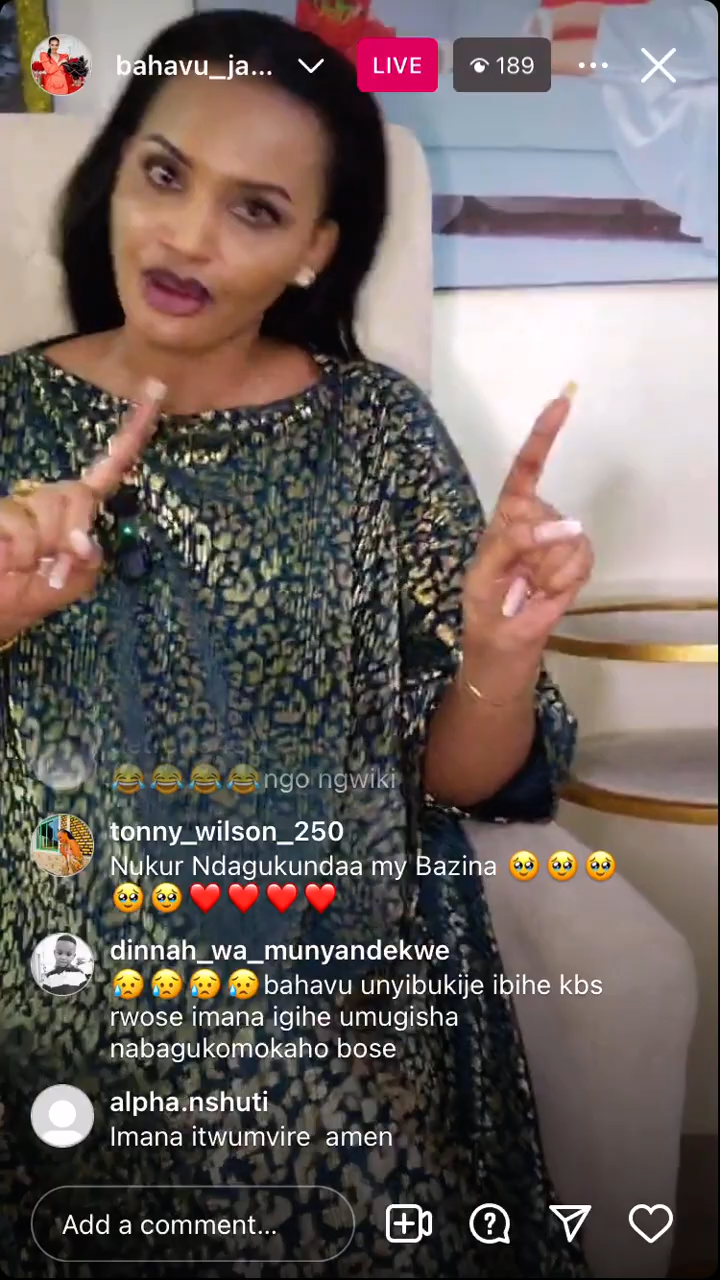 bahavu_ja...
LIVE
189
😂😂😂😂ngo ngwiki
tonny_wilson_250
Nukur Ndagukundaa my Bazina 🥹🥹🥹
🥹🥹❤️❤️❤️❤️
dinnah_wa_munyandekwe
😥😥😥😥bahavu unyibukije ibihe kbs
rwose imana igihe umugisha
nabagukomokaho bose
alpha.nshuti
Imana itwumvire amen
Add a comment...